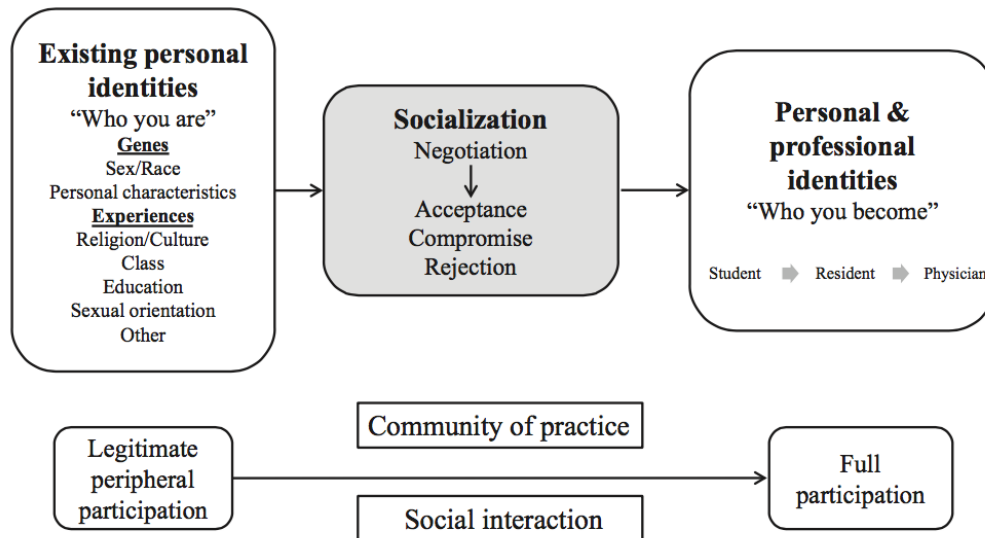 Existing personal
identities
“Who you are”
Genes
Sex/Race
Personal characteristics
Experiences
Religion/Culture
Class
Education
Sexual orientation
Other
Socialization
Negotiation
Acceptance
Compromise
Rejection
Personal &
professional
identities
“Who you become”
Student
Resident
Physician
Legitimate
peripheral
participation
Community of practice
Social interaction
Full
participation